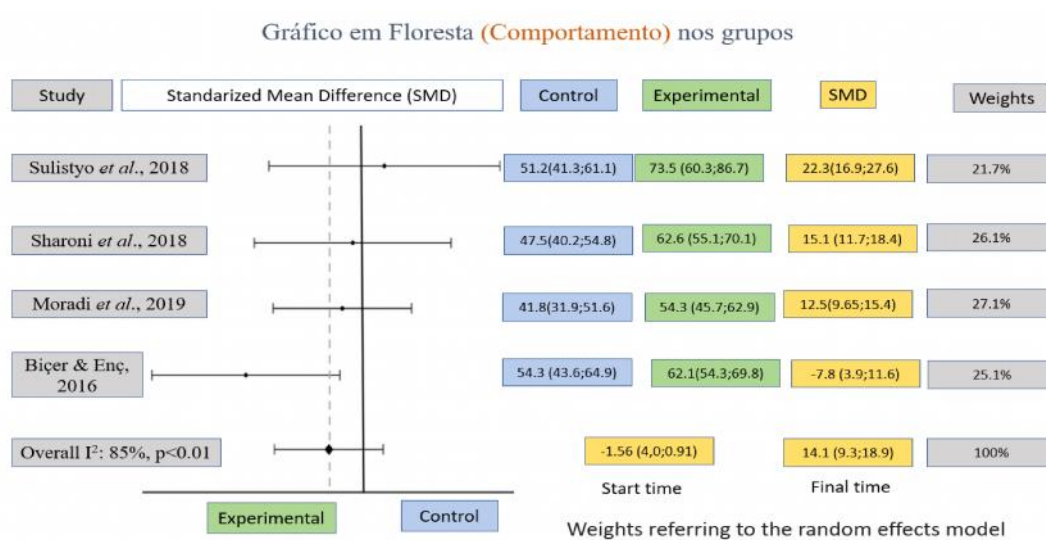 Gráfico em Floresta (Comportamento) nos grupos
Study Standarized Mean Difference (SMD) Control Experimental SMD Weights
Sulistyo et al., 2018 51.2(41.3;61.1) 73.5 (60.3;86.7) 22.3(16.9;27.6) 21.7%
Sharoni et al., 2018 47.5(40.2;54.8) 62.6 (55.1;70.1) 15.1 (11.7;18.4) 26.1%
Moradi et al., 2019 41.8(31.9;51.6) 54.3 (45.7;62.9) 12.5(9.65;15.4) 27.1%
Biçer & Enç,
2016 54.3 (43.6;64.9) 62.1(54.3;69.8) -7.8 (3.9;11.6) 25.1%
Overall I²: 85%, p<0.01 -1.56 (4,0;0.91) 14.1 (9.3;18.9) 100%
Start time Final time
Experimental Control
Weights referring to the random effects model